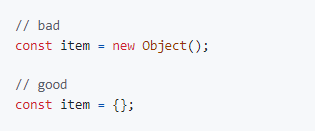 // bad
const item = new Object();
// good
const item = {};